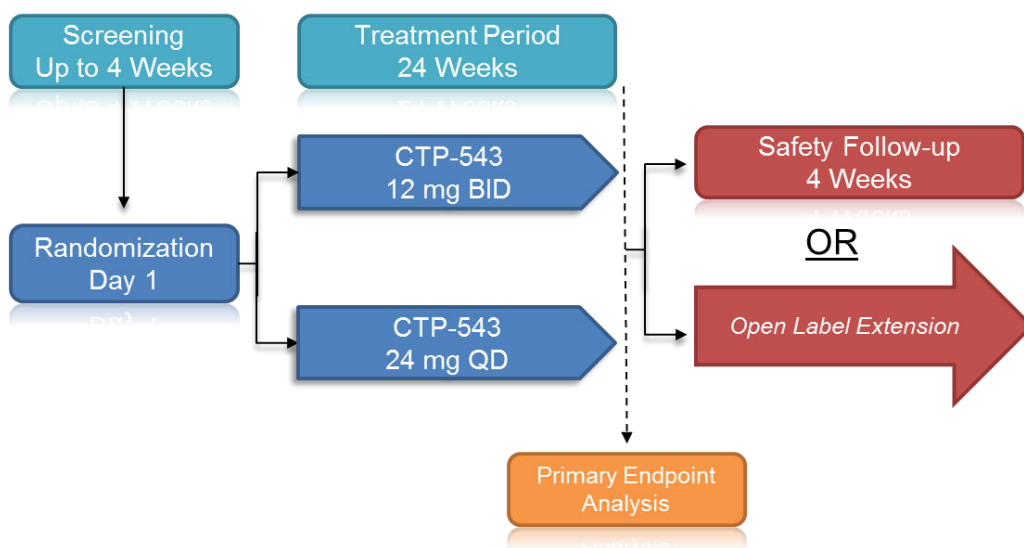 Screening
Up to 4 Weeks
Treatment Period
24 Weeks
CTP-543
12 mg BID
Safety Follow-up
4 Weeks
OR
Randomization
Day 1
CTP-543
24 mg QD
Open Label Extension
Primary Endpoint
Analysis